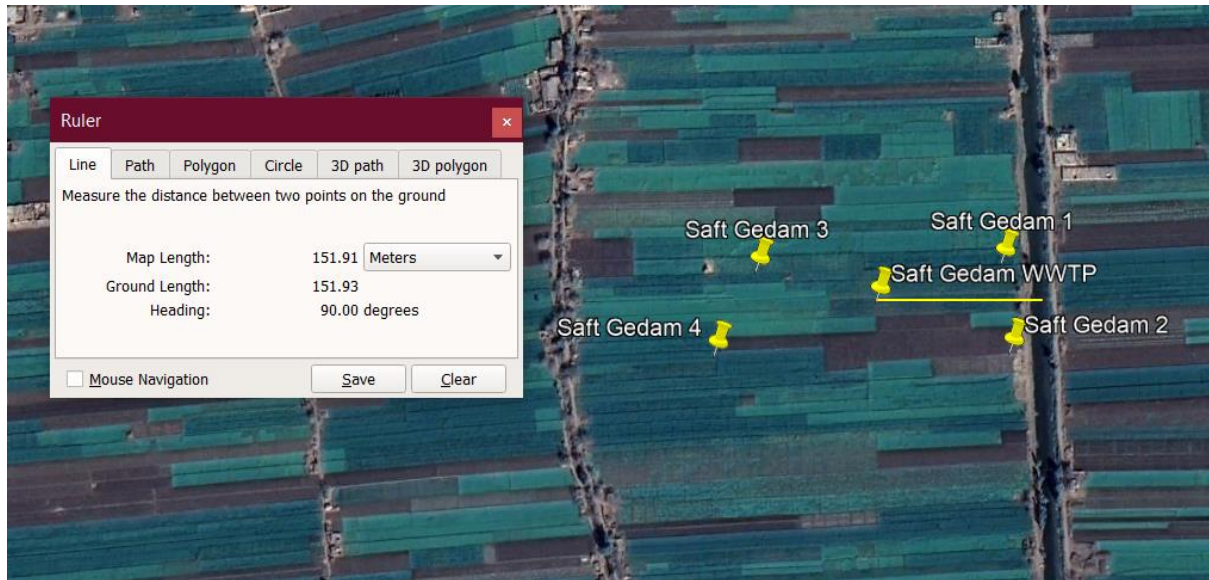 Ruler
Line Path Polygon Circle 3D path 3D polygon
Measure the distance between two points on the ground
Map Length: 151.91 Meters
Ground Length: 151.93
Heading: 90.00 degrees
Mouse Navigation Save Clear
Saft Gedam 1
Saft Gedam 3
Saft Gedam WWTP
Saft Gedam 4
Saft Gedam 2